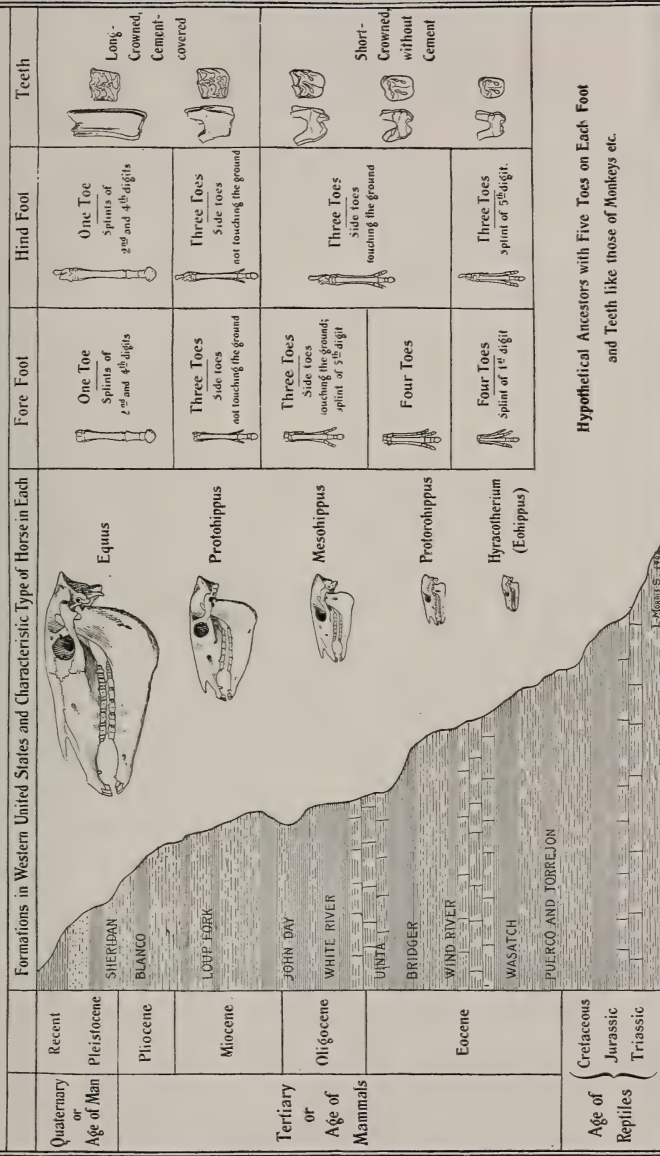 Formations in Western United States and Characteristic Type of Horse in Each
Fore Foot
Hind Foot
Teeth
Quaternary
or
Age of Man
Recent
Pleistocene
SHERIDAN
Equus
One Toe
Splints of
2nd and 4th digits
One Toe
Splints of
2nd and 4th digits
Long-
Crowned,
Cement-
covered
Tertiary
or
Age of
Mammals
Pliocene
BLANCO
Miocene
LOUP FORK
Protohippus
Three Toes
Side toes
not touching the ground
Three Toes
Side toes
not touching the ground
Oligocene
JOHN DAY
WHITE RIVER
Mesohippus
Three Toes
Side toes
touching the ground;
splint of 5th digit
Three Toes
Side toes
touching the ground
Short-
Crowned,
without
Cement
Eocene
UINTA
BRIDGER
WIND RIVER
WASATCH
PUERCO AND TORREJON
Protorohippus
Four Toes
Hyracotherium
(Eohippus)
Four Toes
Splint of 1st digit
Three Toes
splint of 5th digit.
Age of
Reptiles
Cretaceous
Jurassic
Triassic
Hypothetical Ancestors with Five Toes on Each Foot
and Teeth like those of Monkeys etc.